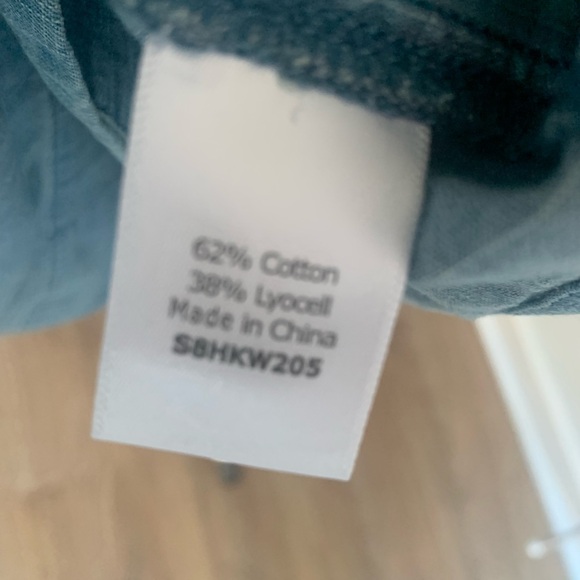 62% Cotton
38% Lyocell
Made in China
S8HKW205